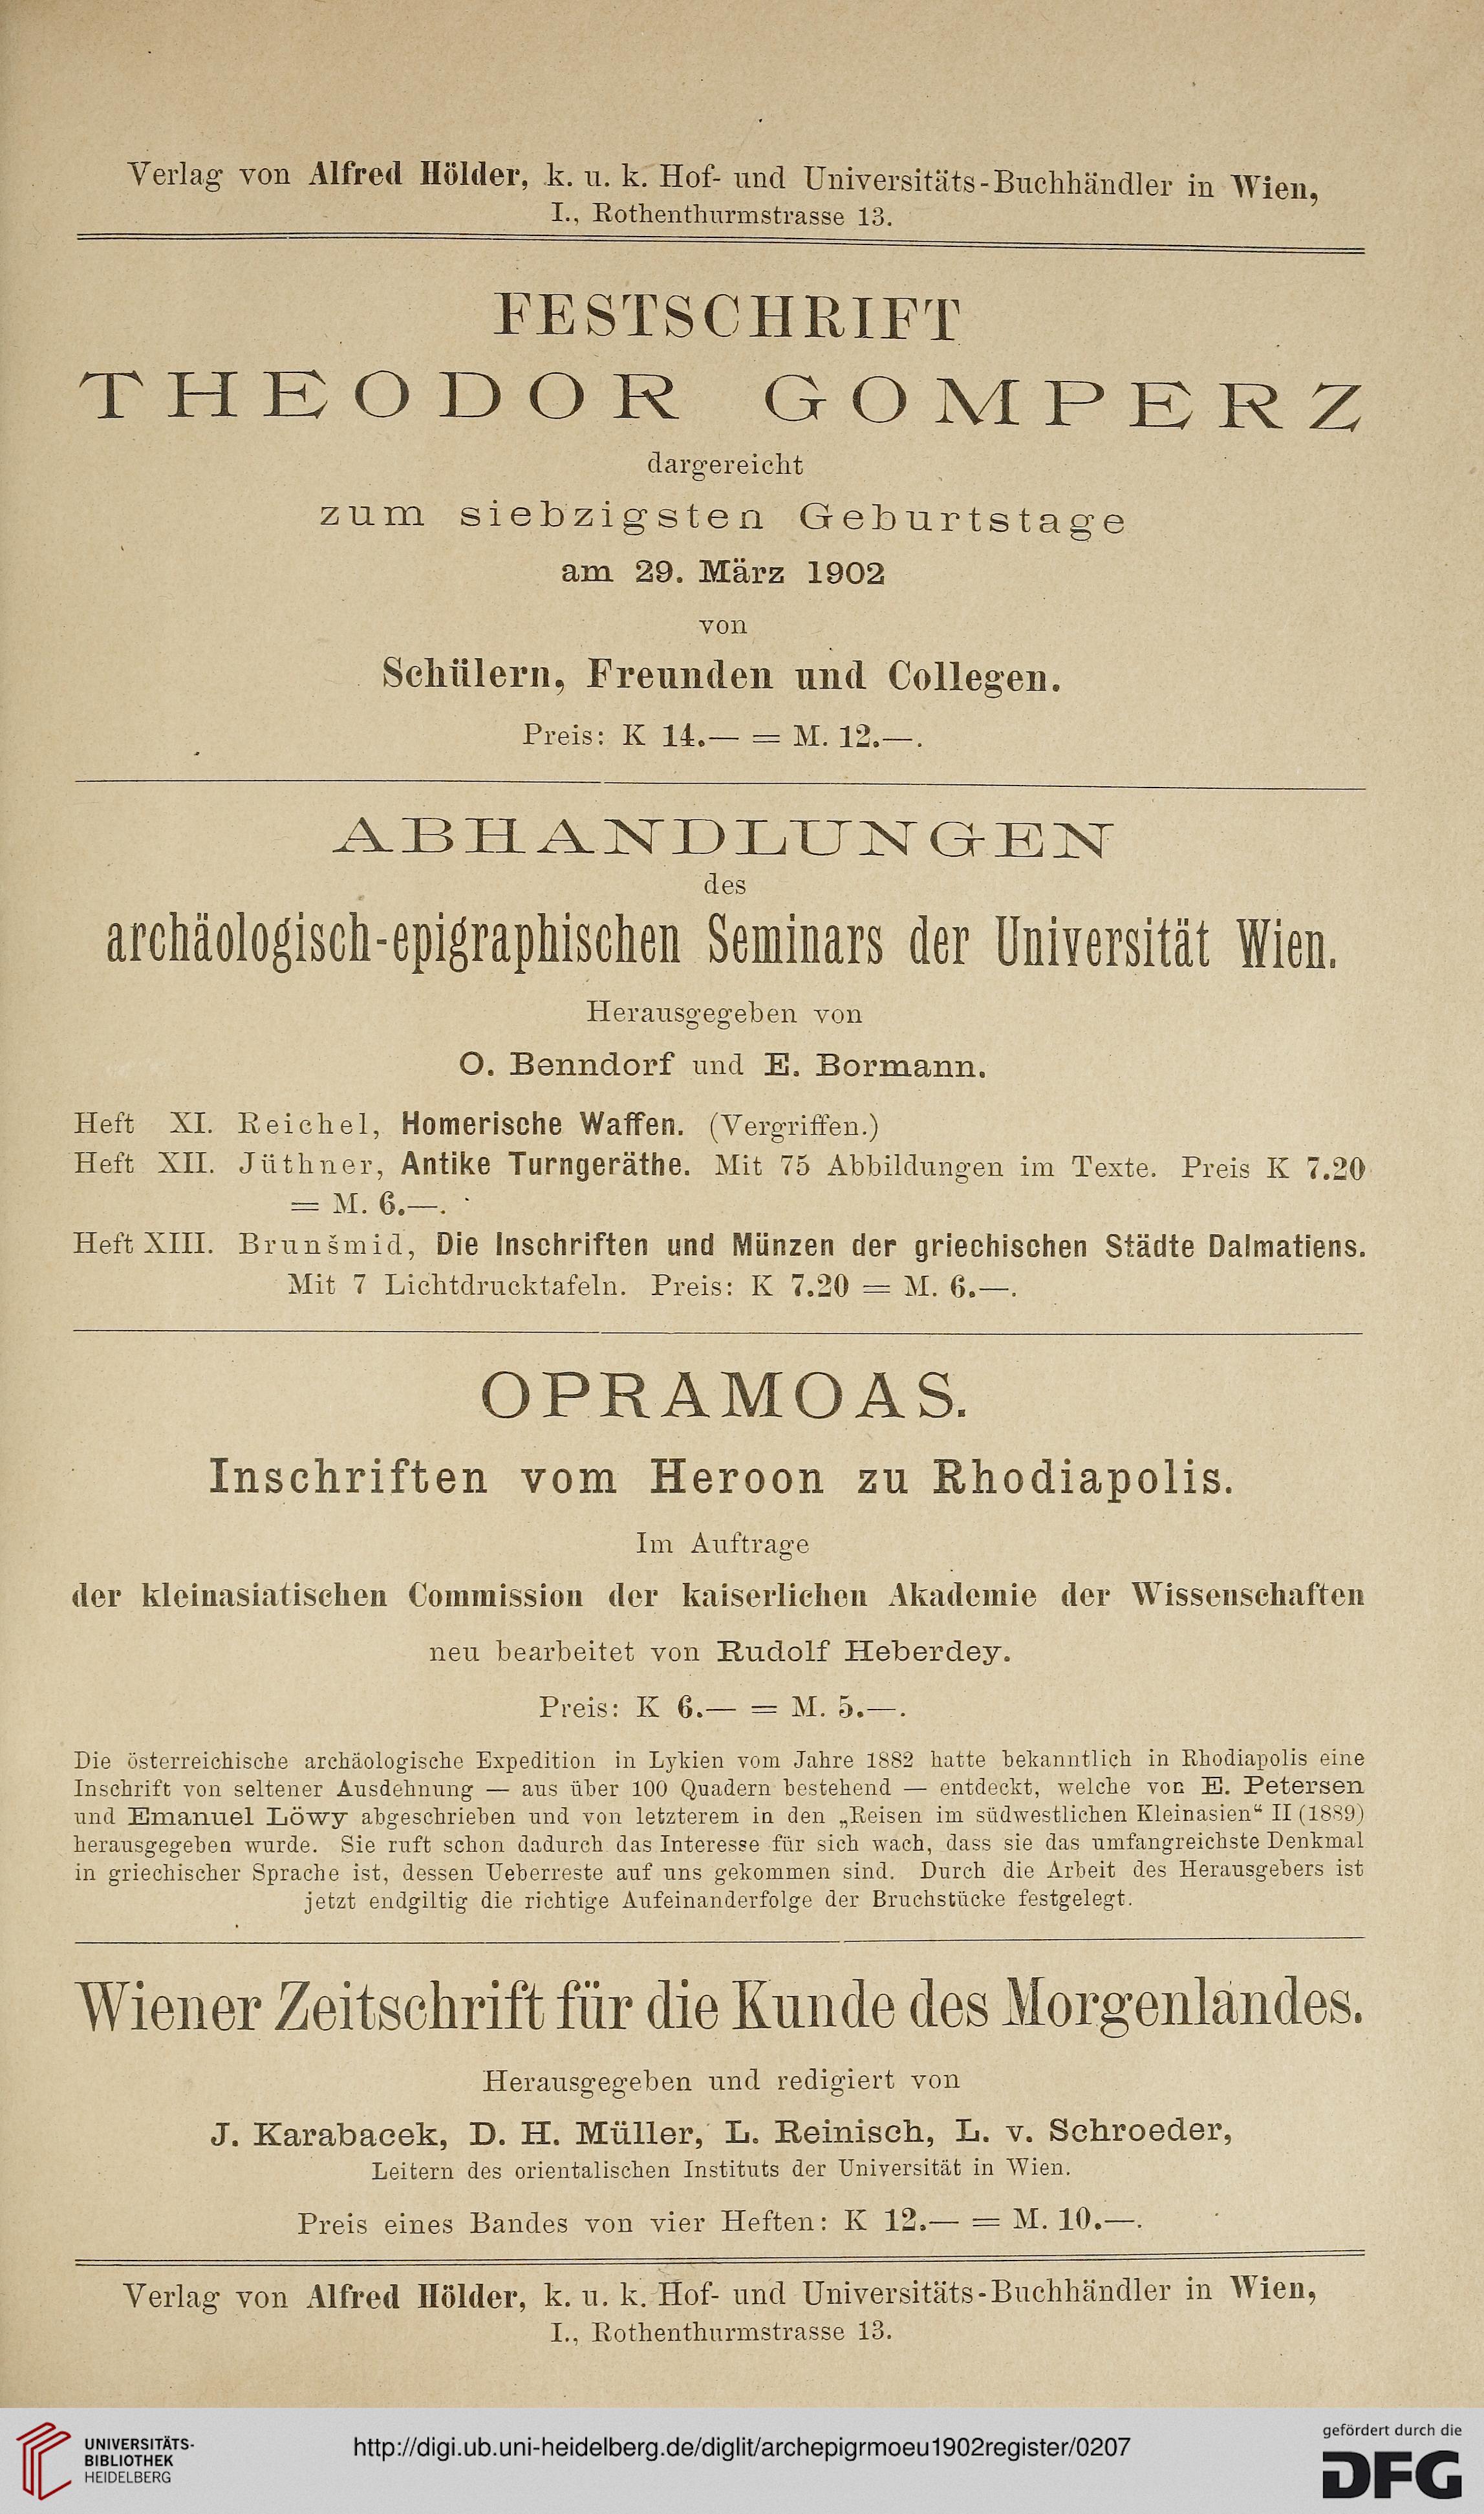 Verlag von Alfred Hölder, k. u. k. Hof- und Universitäts-Buchhändler in Wien,
I., Rothenthurmstrasse 13.
FESTSCHRIFT
THEODOR GOMPERZ
dargereicht
zum siebzigsten Geburtstage
am 29. März 1902
von
Schülern, Freunden und Collegen.
Preis: K 14.— = M. 12.—.
ABHANDLUNGEN
des
archäologisch-epigraphischen Seminars der Universität Wien.
Herausgegeben von
O. Benndorf und E. Bormann.
Heft XI. Reichel, Homerische Waffen. (Vergriffen.)
Heft XII. Jüthner, Antike Turngeräthe. Mit 75 Abbildungen im Texte. Preis K 7.20
= M. 6.—.
Heft XIII. Brunšmid, Die Inschriften und Münzen der griechischen Städte Dalmatiens.
Mit 7 Lichtdrucktafeln. Preis: K 7.20 = M. 6.—.
OPRAMOAS.
Inschriften vom Heroon zu Rhodiapolis.
Im Auftrage
der kleinasiatischen Commission der kaiserlichen Akademie der Wissenschaften
neu bearbeitet von Rudolf Heberdey.
Preis: K 6.— = M. 5.—.
Die österreichische archäologische Expedition in Lykien vom Jahre 1882 hatte bekanntlich in Rhodiapolis eine
Inschrift von seltener Ausdehnung — aus über 100 Quadern bestehend — entdeckt, welche von E. Petersen
und Emanuel Löwy abgeschrieben und von letzterem in den „Reisen im südwestlichen Kleinasien“ II (1889)
herausgegeben wurde. Sie ruft schon dadurch das Interesse für sich wach, dass sie das umfangreichste Denkmal
in griechischer Sprache ist, dessen Ueberreste auf uns gekommen sind. Durch die Arbeit des Herausgebers ist
jetzt endgiltig die richtige Aufeinanderfolge der Bruchstücke festgelegt.
Wiener Zeitschrift für die Kunde des Morgenlandes.
Herausgegeben und redigiert von
J. Karabacek, D. H. Müller, L. Reinisch, L. v. Schroeder,
Leitern des orientalischen Instituts der Universität in Wien.
Preis eines Bandes von vier Heften: K 12.— = M. 10.—.
Verlag von Alfred Hölder, k. u. k. Hof- und Universitäts-Buchhändler in Wien,
I., Rothenthurmstrasse 13.
UNIVERSITÄTS-
BIBLIOTHEK
HEIDELBERG
http://digi.ub.uni-heidelberg.de/diglit/archepigrmoeu1902register/0207
gefördert durch die
DFG